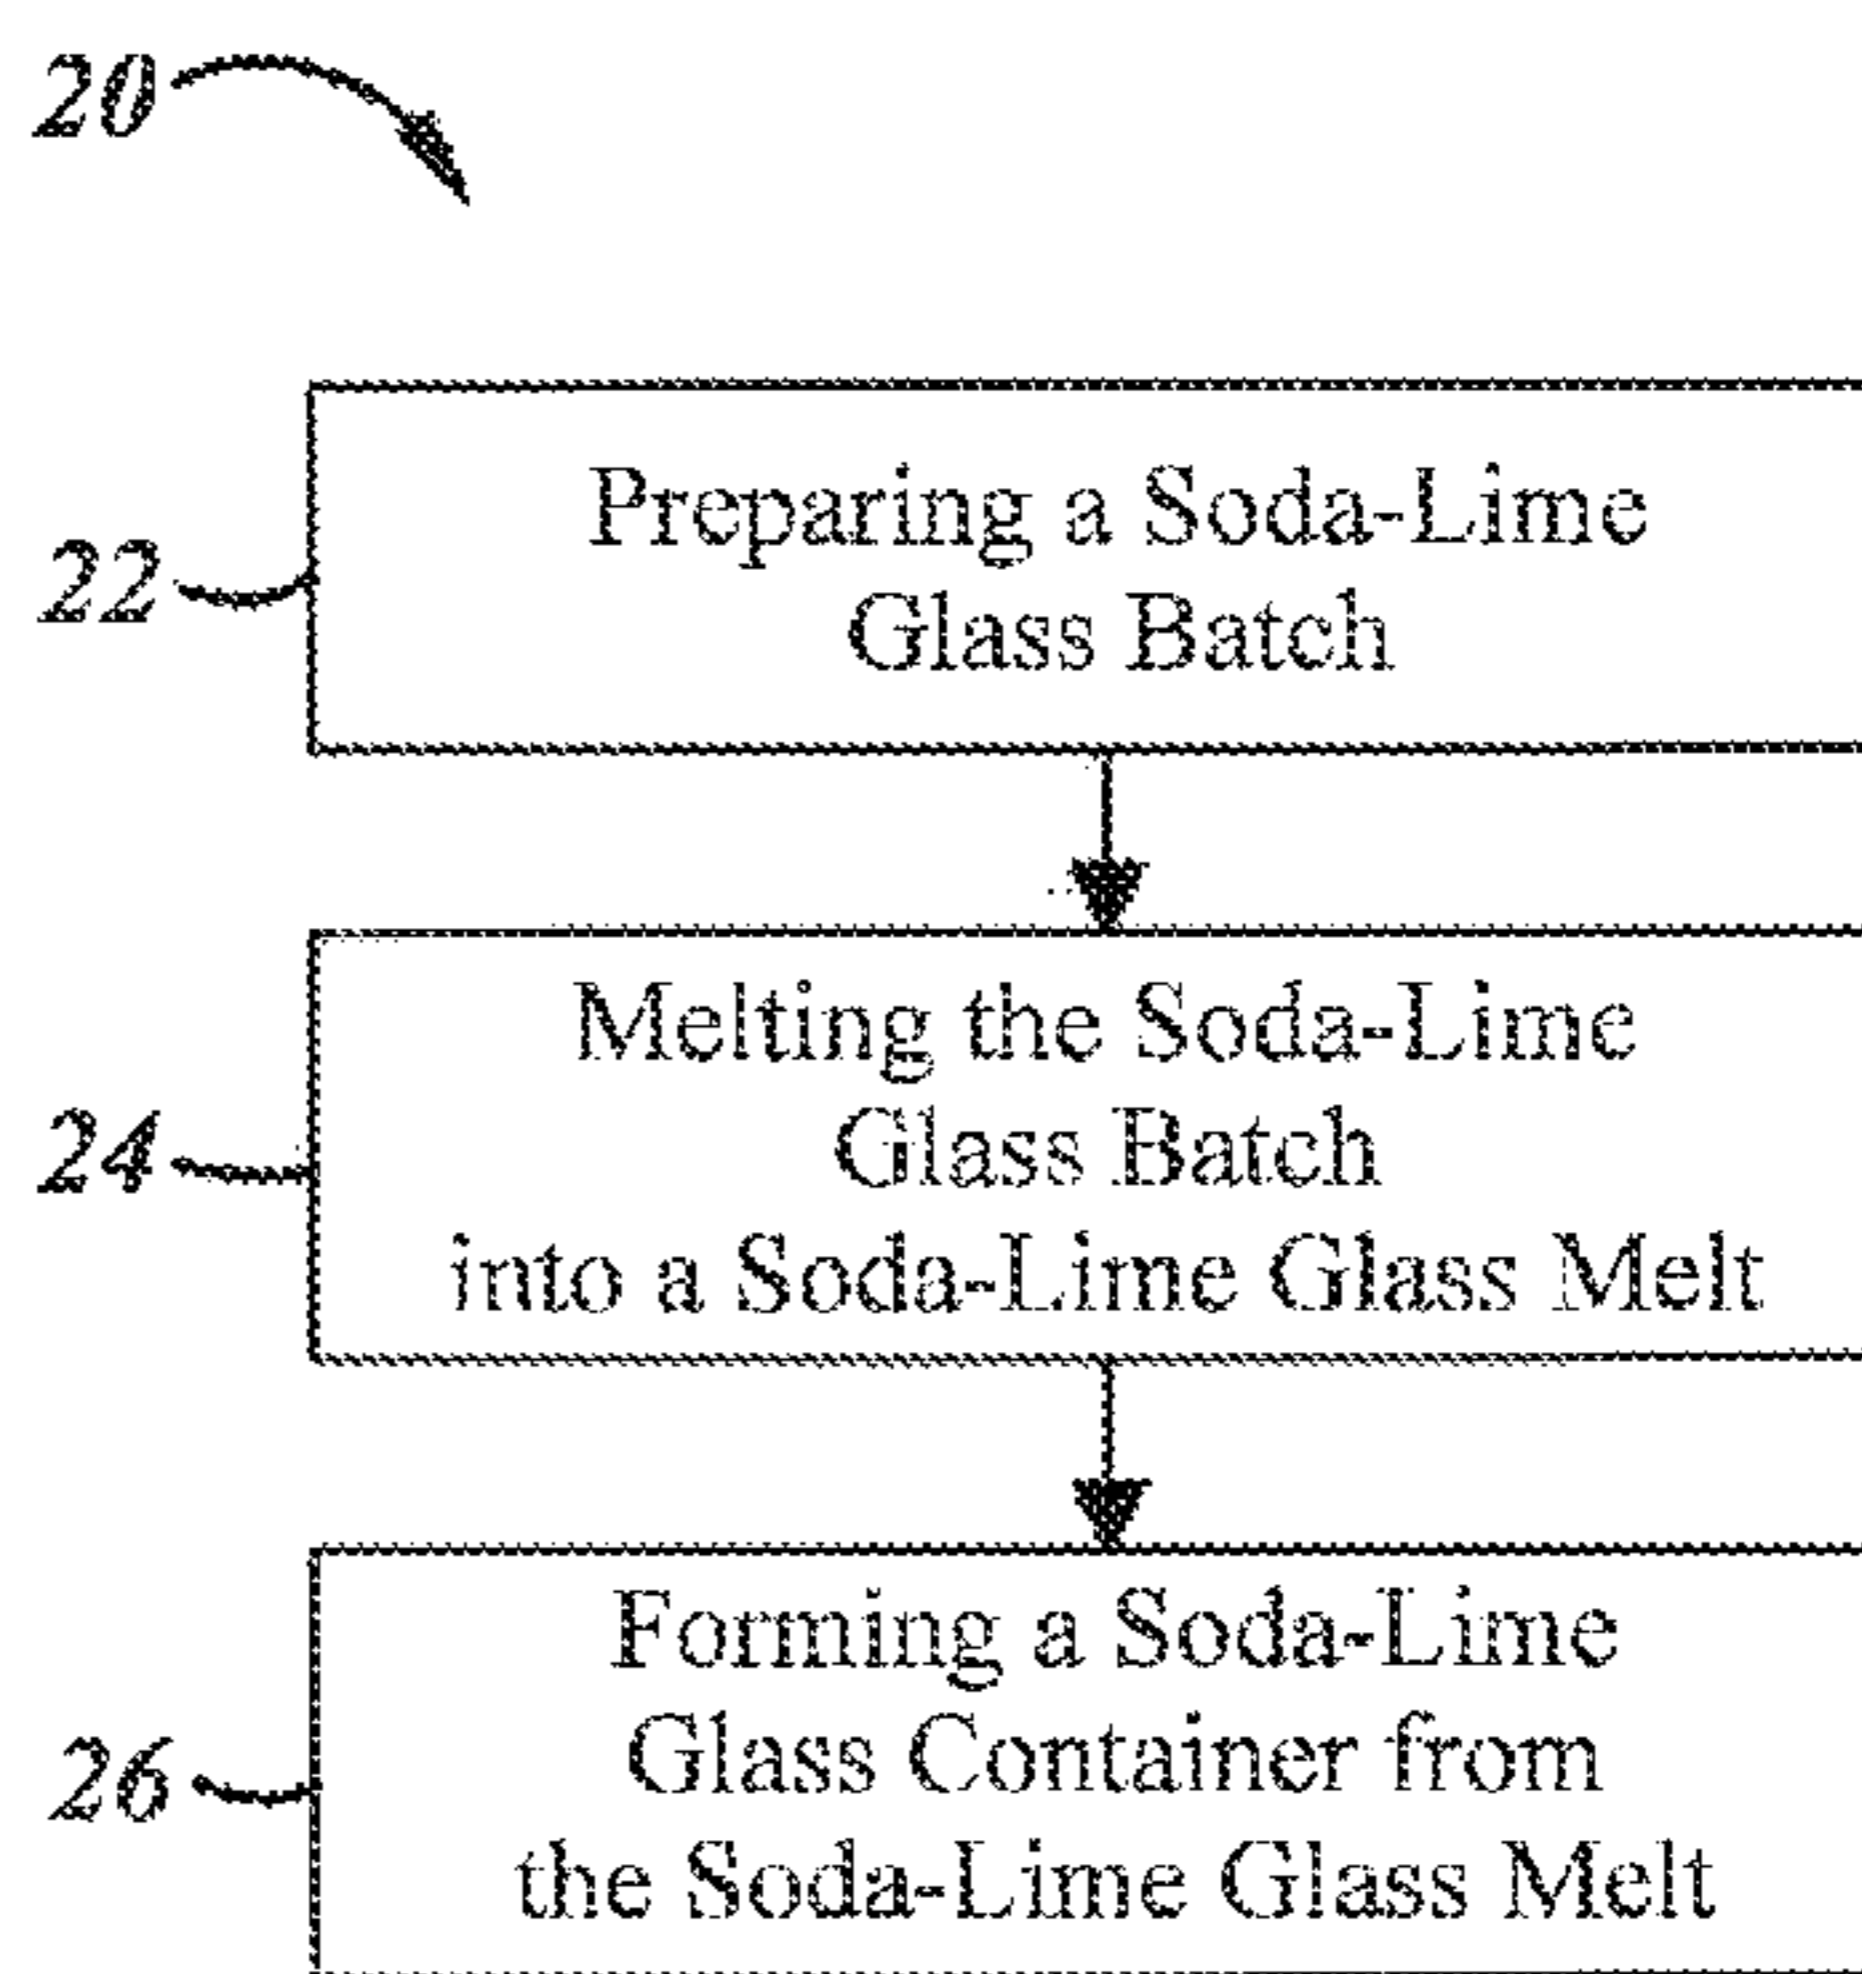 20
22
Preparing a Soda-Lime
Glass Batch
24
Melting the Soda-Lime
Glass Batch
into a Soda-Lime Glass Melt
26
Forming a Soda-Lime
Glass Container from
the Soda-Lime Glass Melt